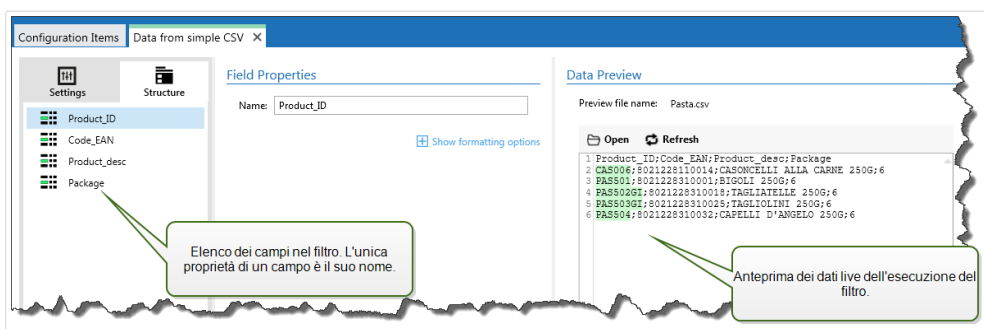 Configuration Items
Data from simple CSV
Settings
Structure
Product_ID
Code_EAN
Product_desc
Package
Field Properties
Name: Product_ID
Show formatting options
Elenco dei campi nel filtro. L'unica
proprietà di un campo è il suo nome.
Data Preview
Preview file name: Pasta.csv
Open Refresh
1 Product_ID;Code_EAN;Product_desc;Package
2 CAS006;8021228110014;CASONCELLI ALLA CARNE 250G;6
3 PAS501;8021228310001;BIGOLI 250G;6
4 PAS502GI;8021228310018;TAGLIATELLE 250G;6
5 PAS503GI;8021228310025;TAGLIOLINI 250G;6
6 PAS504;8021228310032;CAPELLI D'ANGELO 250G;6
Anteprima dei dati live dell'esecuzione del
filtro.